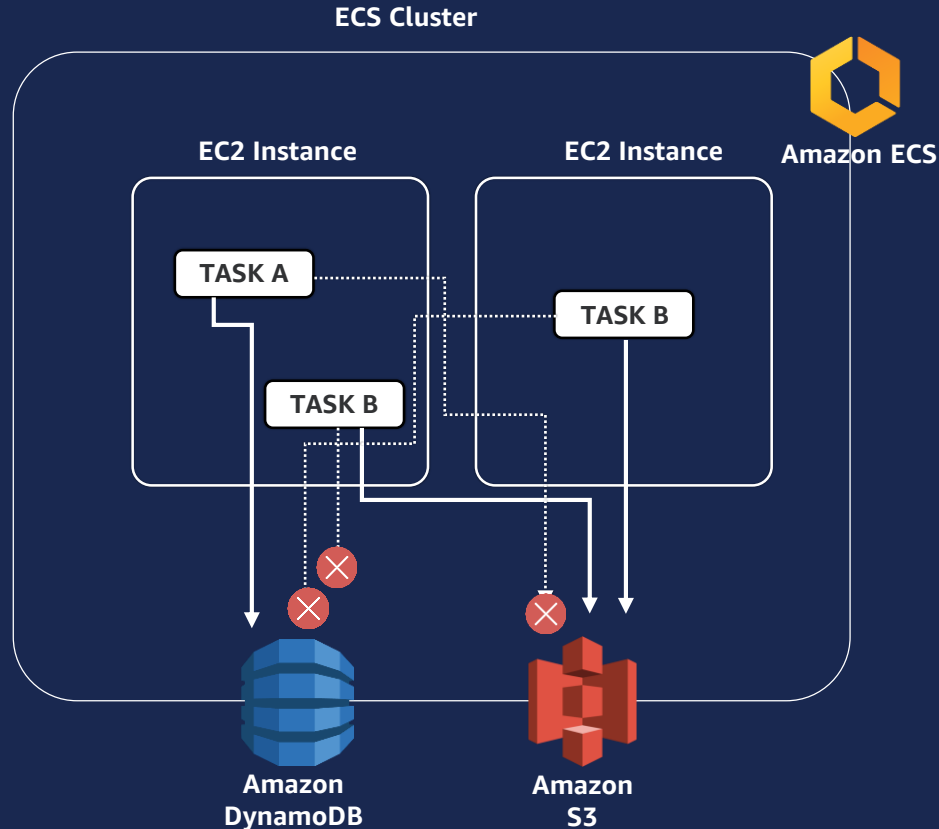 ECS Cluster
Amazon ECS
EC2 Instance
EC2 Instance
TASK A
TASK B
TASK B
Amazon
DynamoDB
Amazon
S3